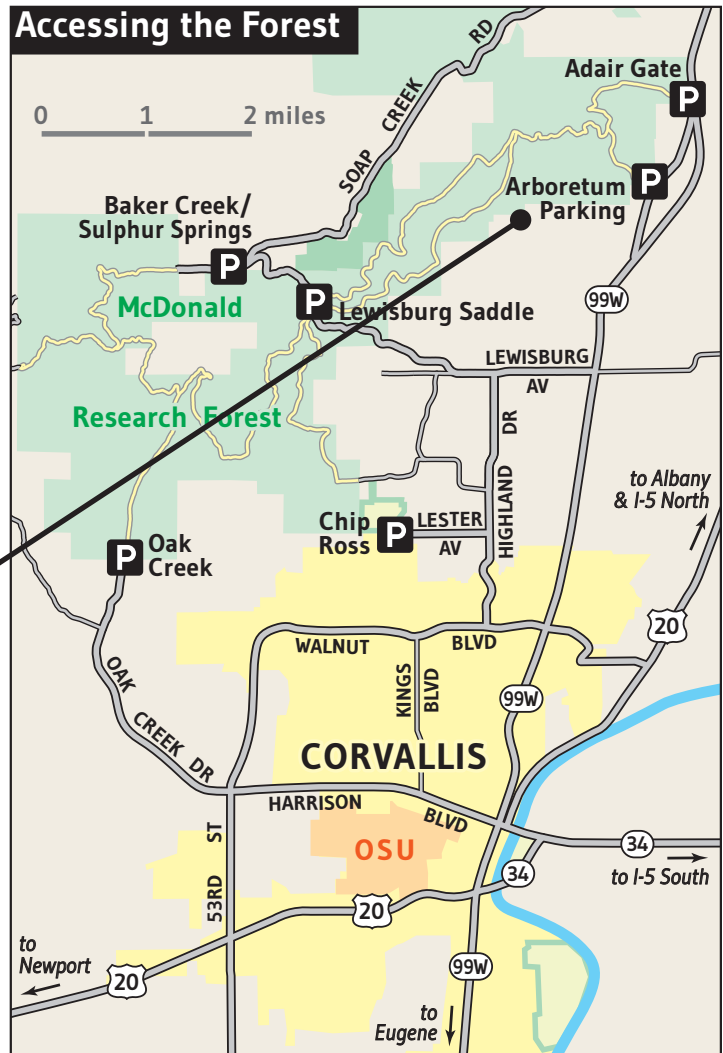 Accessing the Forest
0 1 2 miles
SOAP CREEK RD
Adair Gate
P
P
Arboretum
Parking
Baker Creek/
Sulphur Springs
P
P
McDonald
Lewisburg Saddle
99W
LEWISBURG
AV
Research Forest
HIGHLAND DR
to Albany
& I-5 North
Chip
Ross
P
LESTER
AV
P
Oak
Creek
20
WALNUT BLVD
KINGS
BLVD
OAK CREEK DR
99W
CORVALLIS
HARRISON BLVD
53RD ST
OSU
34
34
to I-5 South
20
to
Newport
20
99W
to
Eugene